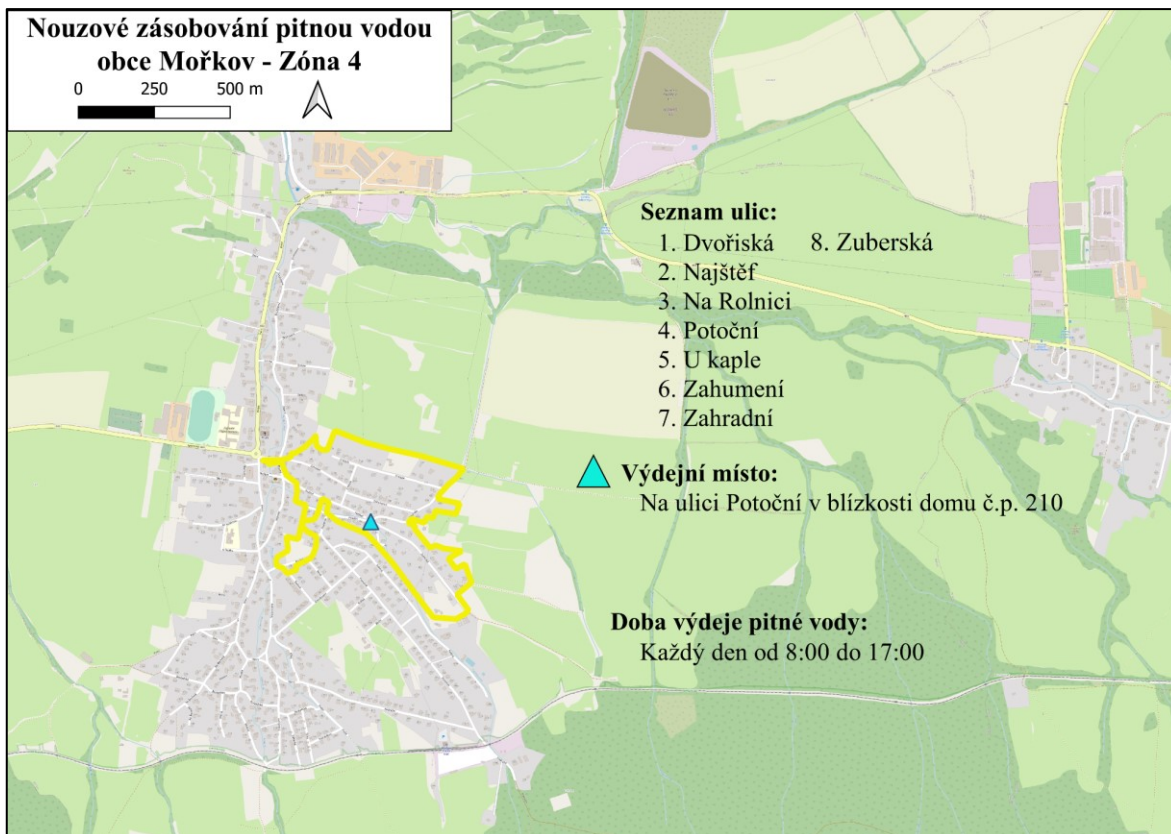 Nouzové zásobování pitnou vodou
obce Mořkov - Zóna 4
0 250 500 m
Seznam ulic:
1. Dvořiská 8. Zuberská
2. Najštěf
3. Na Rolnici
4. Potoční
5. U kaple
6. Zahumení
7. Zahradní
Výdejní místo:
Na ulici Potoční v blízkosti domu č.p. 210
Doba výdeje pitné vody:
Každý den od 8:00 do 17:00